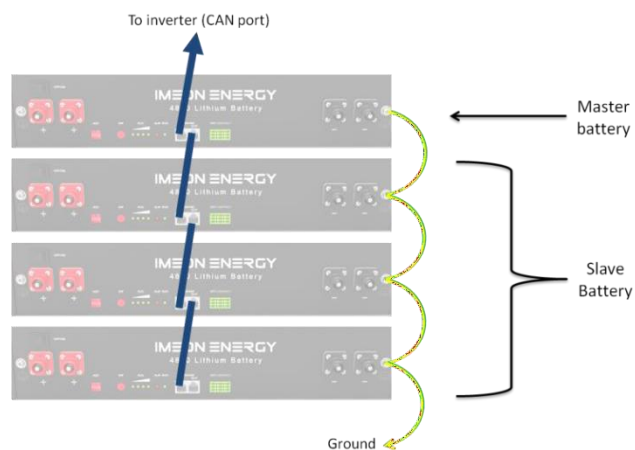 To inverter (CAN port)
IMEON ENERGY
4850 Lithium Battery
Master
battery
IMEON ENERGY
Lithium Battery
IMEON ENERGY
Lithium Battery
Slave
Battery
IMEON ENERGY
Lithium Battery
Ground